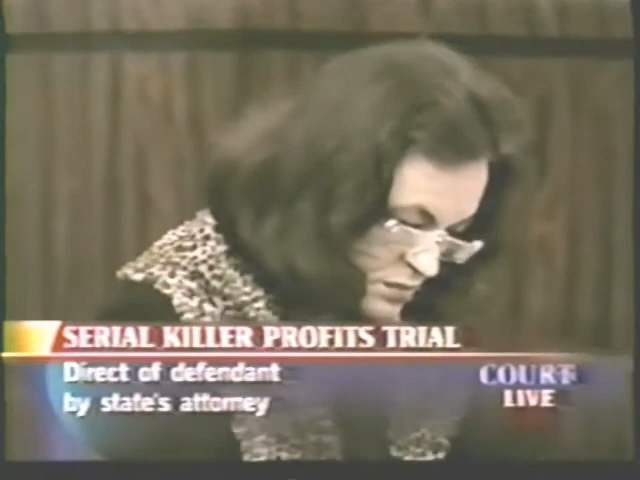 SERIAL KILLER PROFITS TRIAL
Direct of defendant
by state's attorney
COURT
LIVE